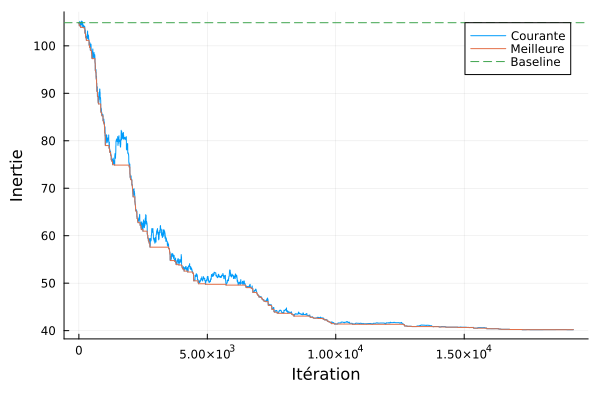 Courante
Meilleure
Baseline
Inertie
100
90
80
70
60
50
40
0
5.00×10³
1.00×10⁴
1.50×10⁴
Itération